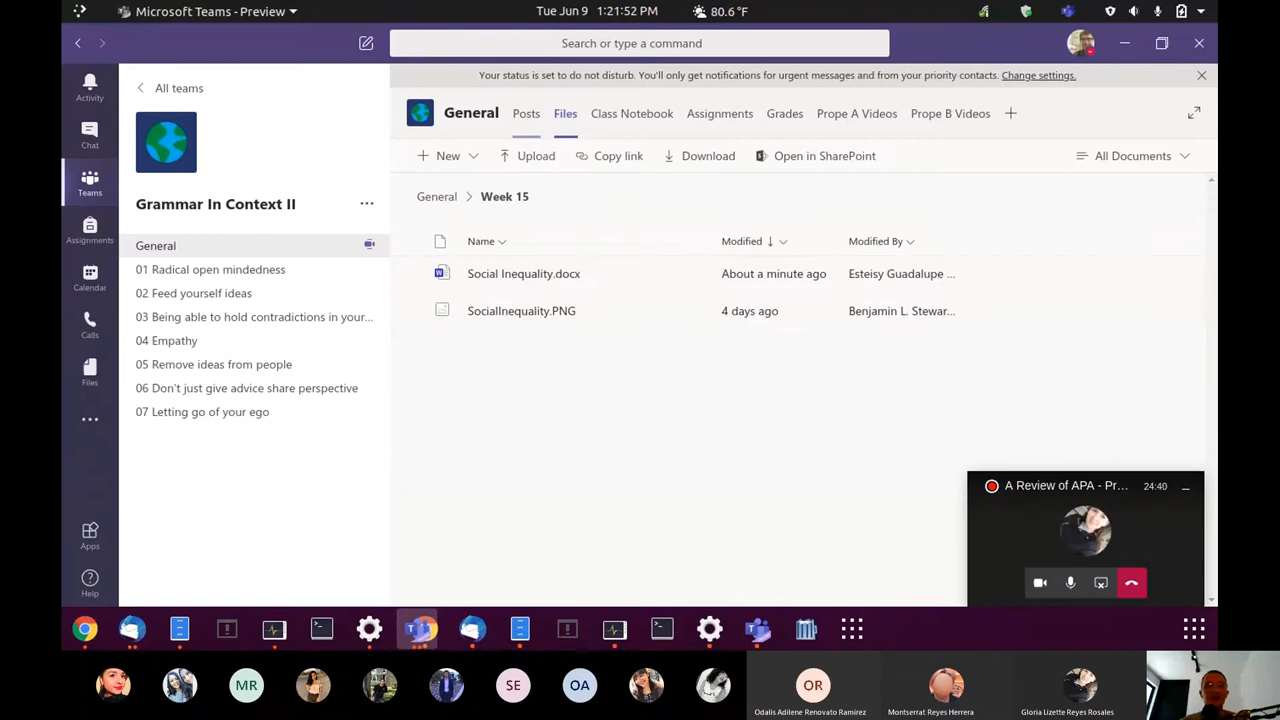 Microsoft Teams - Preview
Tue Jun 9 1:21:52 PM
80.6 °F
Search or type a command
Activity
Chat
Teams
Assignments
Calendar
Calls
Files
Apps
Help
All teams
Grammar In Context II
General
01 Radical open mindedness
02 Feed yourself ideas
03 Being able to hold contradictions in your...
04 Empathy
05 Remove ideas from people
06 Don't just give advice share perspective
07 Letting go of your ego
Your status is set to do not disturb. You'll only get notifications for urgent messages and from your priority contacts. Change settings.
General Posts Files Class Notebook Assignments Grades Prope A Videos Prope B Videos
New Upload Copy link Download Open in SharePoint All Documents
General > Week 15
Name Modified Modified By
Social Inequality.docx About a minute ago Esteisy Guadalupe ...
SocialInequality.PNG 4 days ago Benjamin L. Stewar...
A Review of APA - Pr... 24:40
MR
SE
OA
OR
Odalis Adilene Renovato Ramirez
Montserrat Reyes Herrera
Gloria Lizette Reyes Rosales